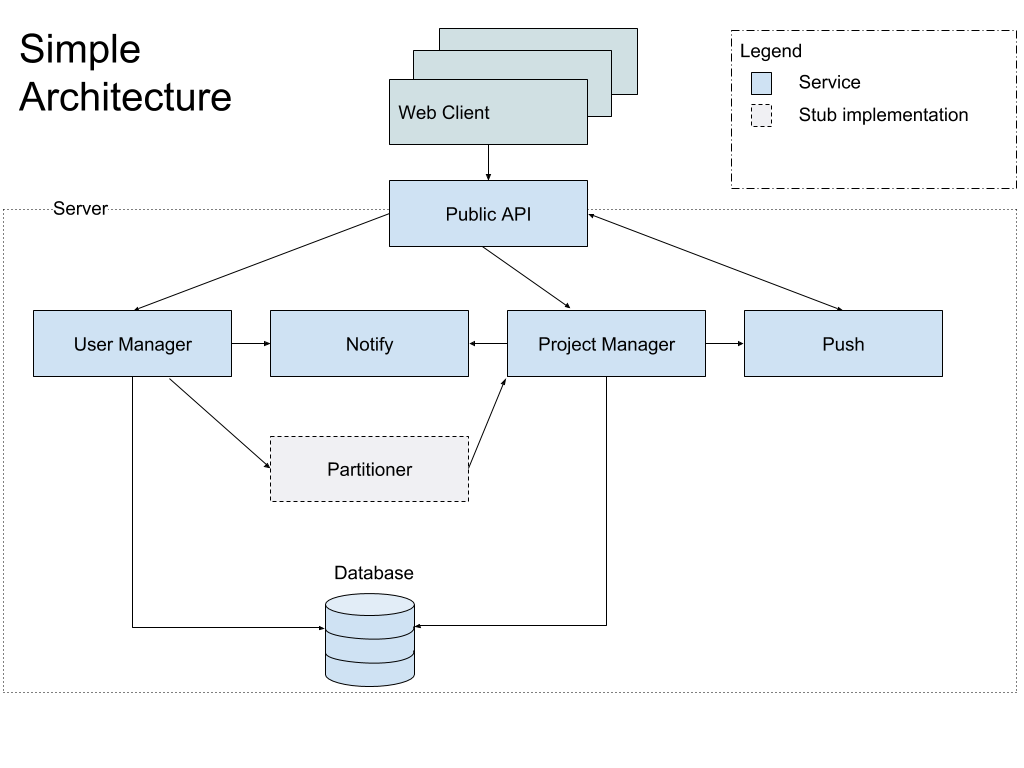 Simple
Architecture
Web Client
Legend
Service
Stub implementation
Server
Public API
User Manager
Notify
Project Manager
Push
Partitioner
Database